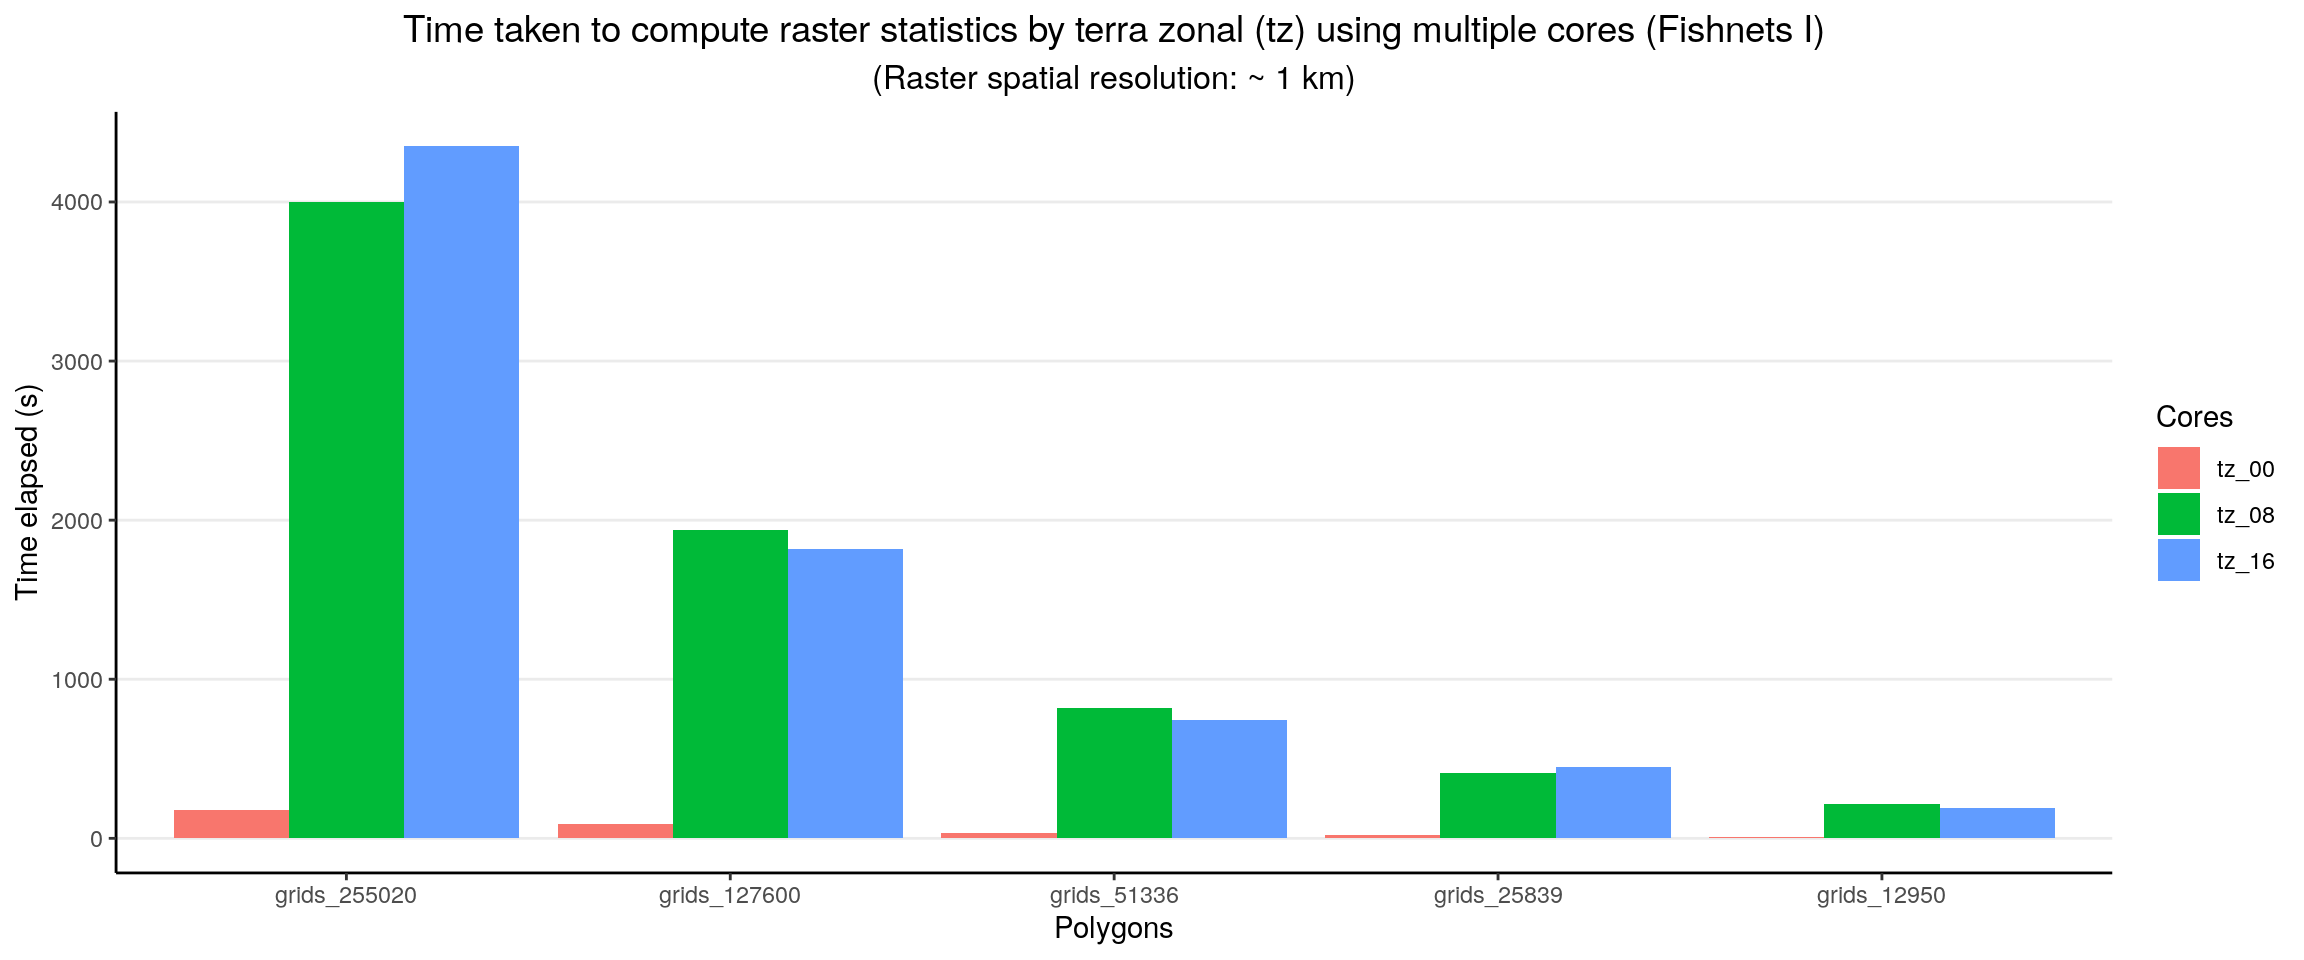 Time taken to compute raster statistics by terra zonal (tz) using multiple cores (Fishnets I)
(Raster spatial resolution: ~ 1 km)
Time elapsed (s)
4000
3000
2000
1000
0
grids_255020 grids_127600 grids_51336 grids_25839 grids_12950
Polygons
Cores
tz_00
tz_08
tz_16